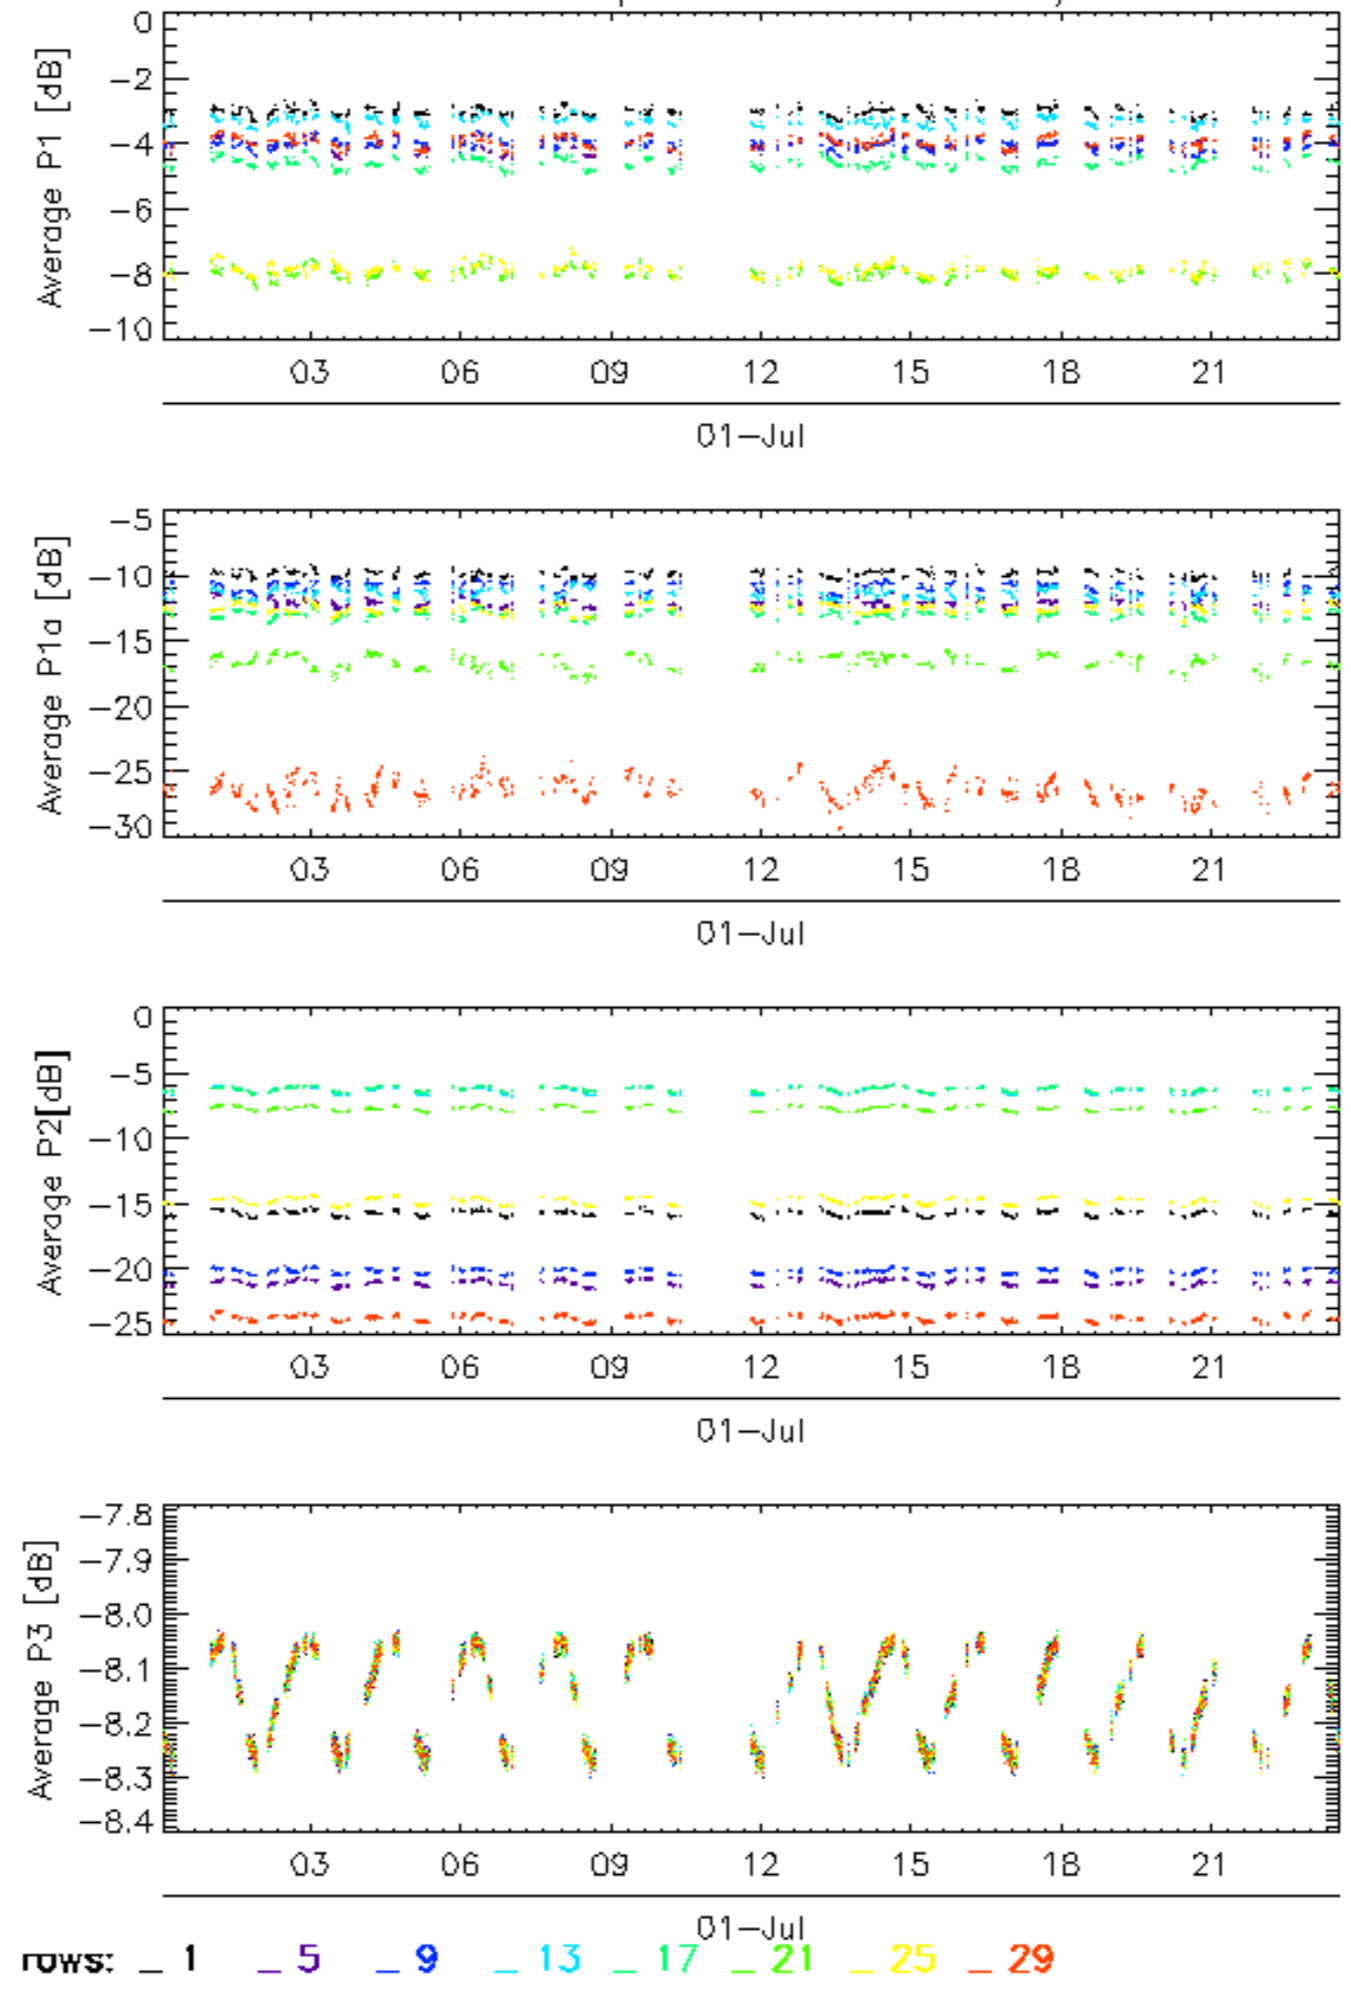 0
−2
−4
−6
−8
−10
Average P1 [dB]
03 06 09 12 15 18 21
01−Jul
−5
−10
−15
−20
−25
−30
Average P1a [dB]
03 06 09 12 15 18 21
01−Jul
0
−5
−10
−15
−20
−25
Average P2[dB]
03 06 09 12 15 18 21
01−Jul
−7.8
−7.9
−8.0
−8.1
−8.2
−8.3
−8.4
Average P3 [dB]
03 06 09 12 15 18 21
01−Jul
rows: _ 1 _ 5 _ 9 _ 13 _ 17 _ 21 _ 25 _ 29